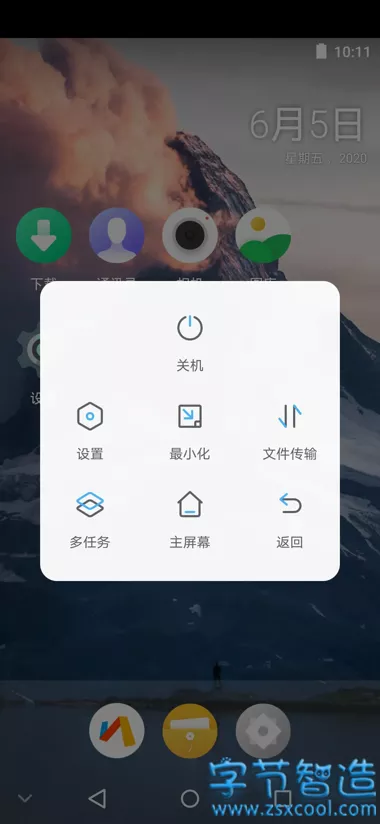 10:11
6月5日
星期五，2020
下载 通讯录 相机 图库
关机
设
设置 最小化 文件传输
多任务 主屏幕 返回
字节智造
www.zsxcool.com